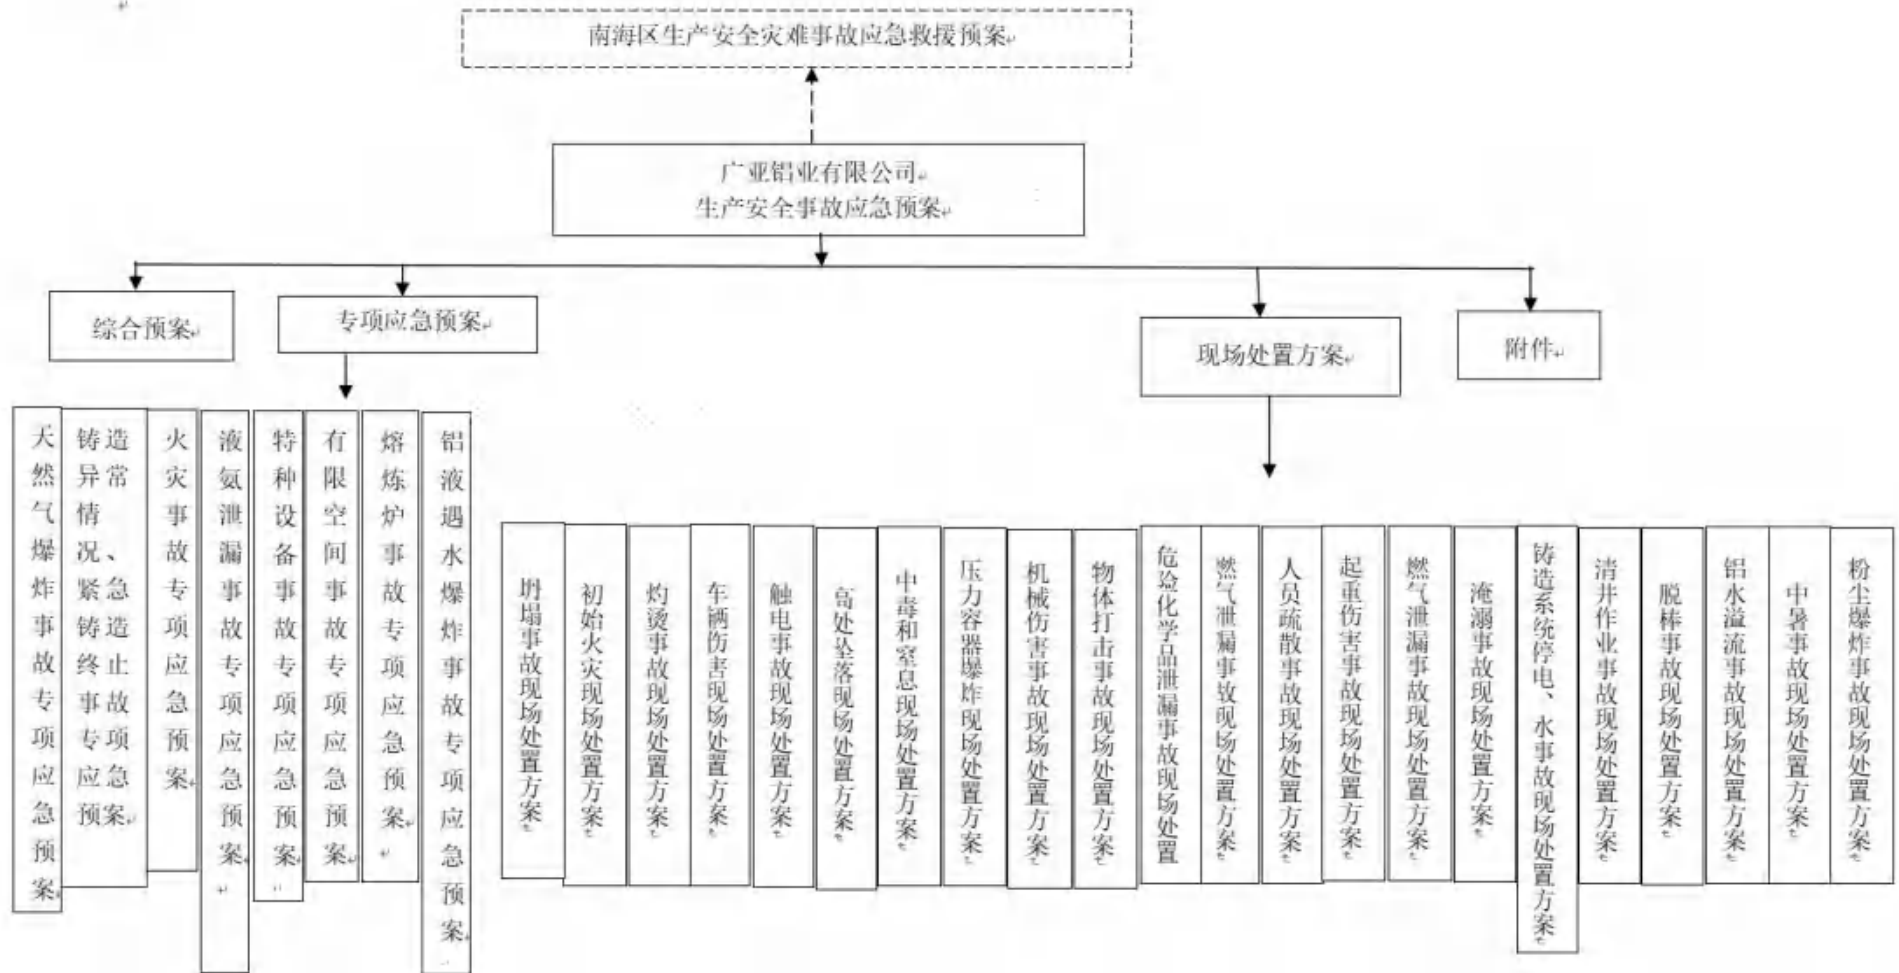 南海区生产安全灾难事故应急救援预案
广亚铝业有限公司
生产安全事故应急预案
综合预案
专项应急预案
现场处置方案
附件
天然气爆炸事故专项应急预案
铸造
异常
情
况、
紧急
铸造
终止
事故
专项
应急
预案
火灾事故专项应急预案
液氨泄漏事故专项应急预案
特种设备事故专项应急预案
有限空间事故专项应急预案
熔炼炉事故专项应急预案
铝液遇水爆炸事故专项应急预案
坍塌事故现场处置方案
初始火灾现场处置方案
灼烫事故现场处置方案
车辆伤害现场处置方案
触电事故现场处置方案
高处坠落现场处置方案
中毒和窒息现场处置方案
压力容器爆炸现场处置方案
机械伤害事故现场处置方案
物体打击事故现场处置方案
危险化学品泄漏事故现场处置
燃气泄漏事故现场处置方案
人员疏散事故现场处置方案
起重伤害事故现场处置方案
燃气泄漏事故现场处置方案
淹溺事故现场处置方案
铸造系统停电、水事故现场处置方案
清井作业事故现场处置方案
脱棒事故现场处置方案
铝水溢流事故现场处置方案
中暑事故现场处置方案
粉尘爆炸事故现场处置方案